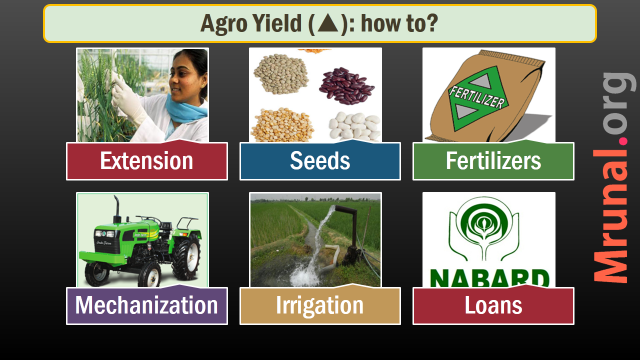 Agro Yield (▲): how to?
Extension
Seeds
FERTILIZER
Fertilizers
Mechanization
Irrigation
NABARD
Loans
Mrunal.org